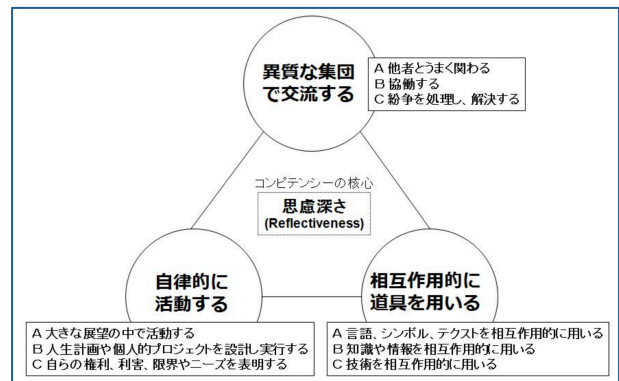 異質な集団
で交流する
A 他者とうまく関わる
B 協働する
C 紛争を処理し、解決する
コンピテンシーの核心
思慮深さ
(Reflectiveness)
自律的に
活動する
A 大きな展望の中で活動する
B 人生計画や個人的プロジェクトを設計し実行する
C 自らの権利、利害、限界やニーズを表明する
相互作用的に
道具を用いる
A 言語、シンボル、テクストを相互作用的に用いる
B 知識や情報を相互作用的に用いる
C 技術を相互作用的に用いる